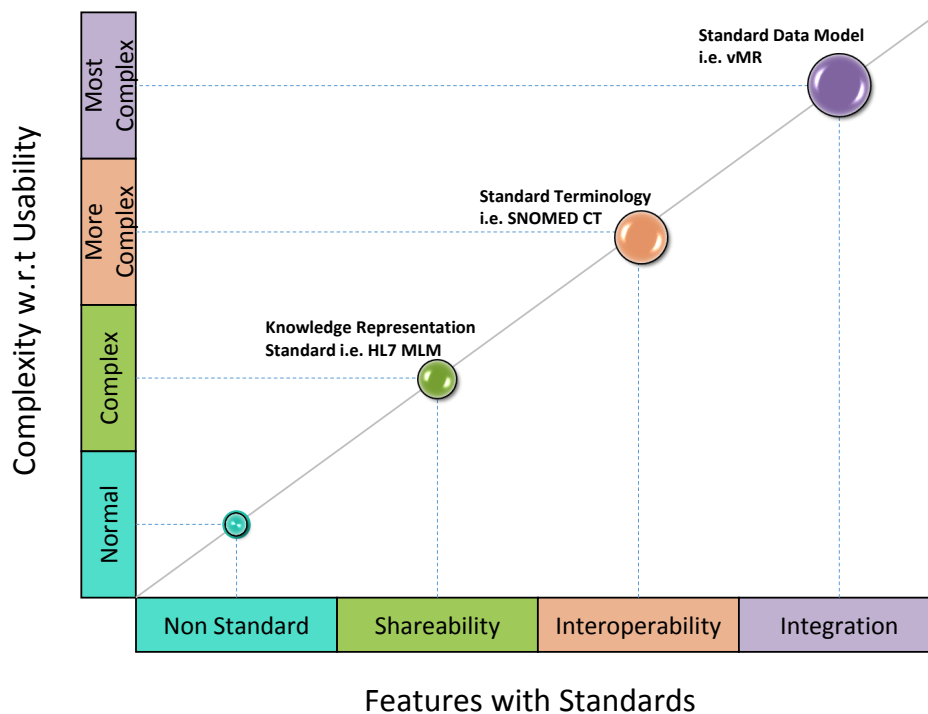 Standard Data Model
i.e. vMR
Standard Terminology
i.e. SNOMED CT
Knowledge Representation
Standard i.e. HL7 MLM
Complexity w.r.t Usability
Most
Complex
More
Complex
Complex
Normal
Non Standard
Shareability
Interoperability
Integration
Features with Standards